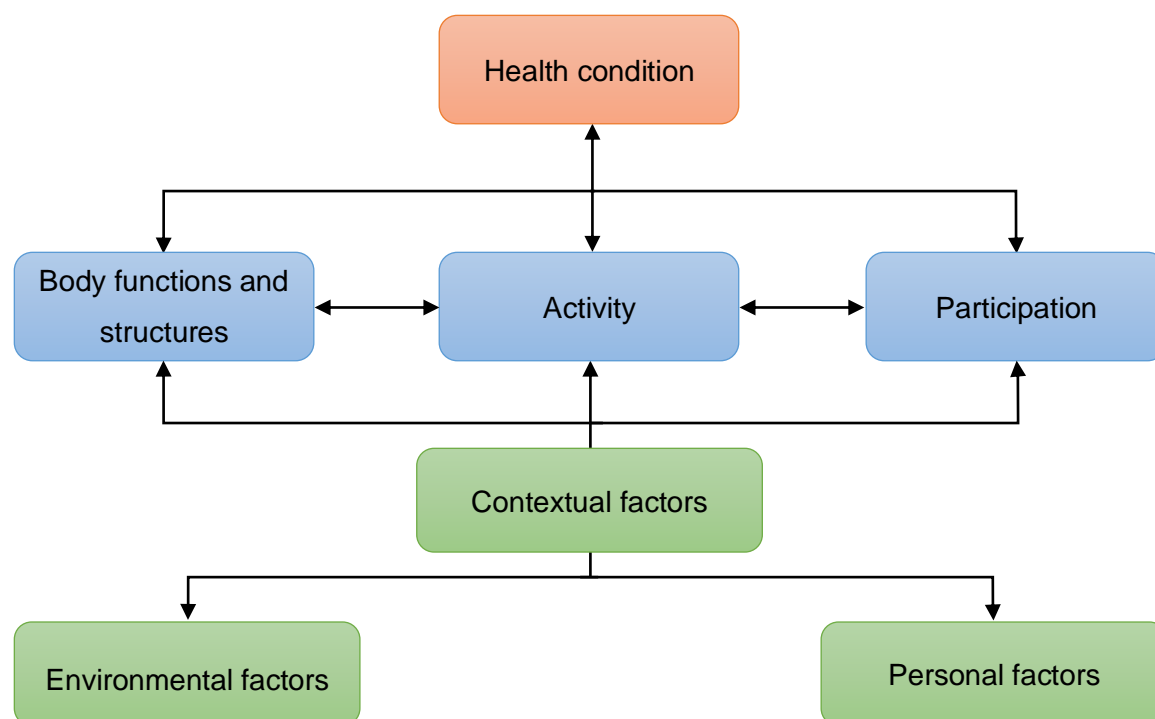 Health condition
Body functions and
structures
Activity
Participation
Contextual factors
Environmental factors
Personal factors